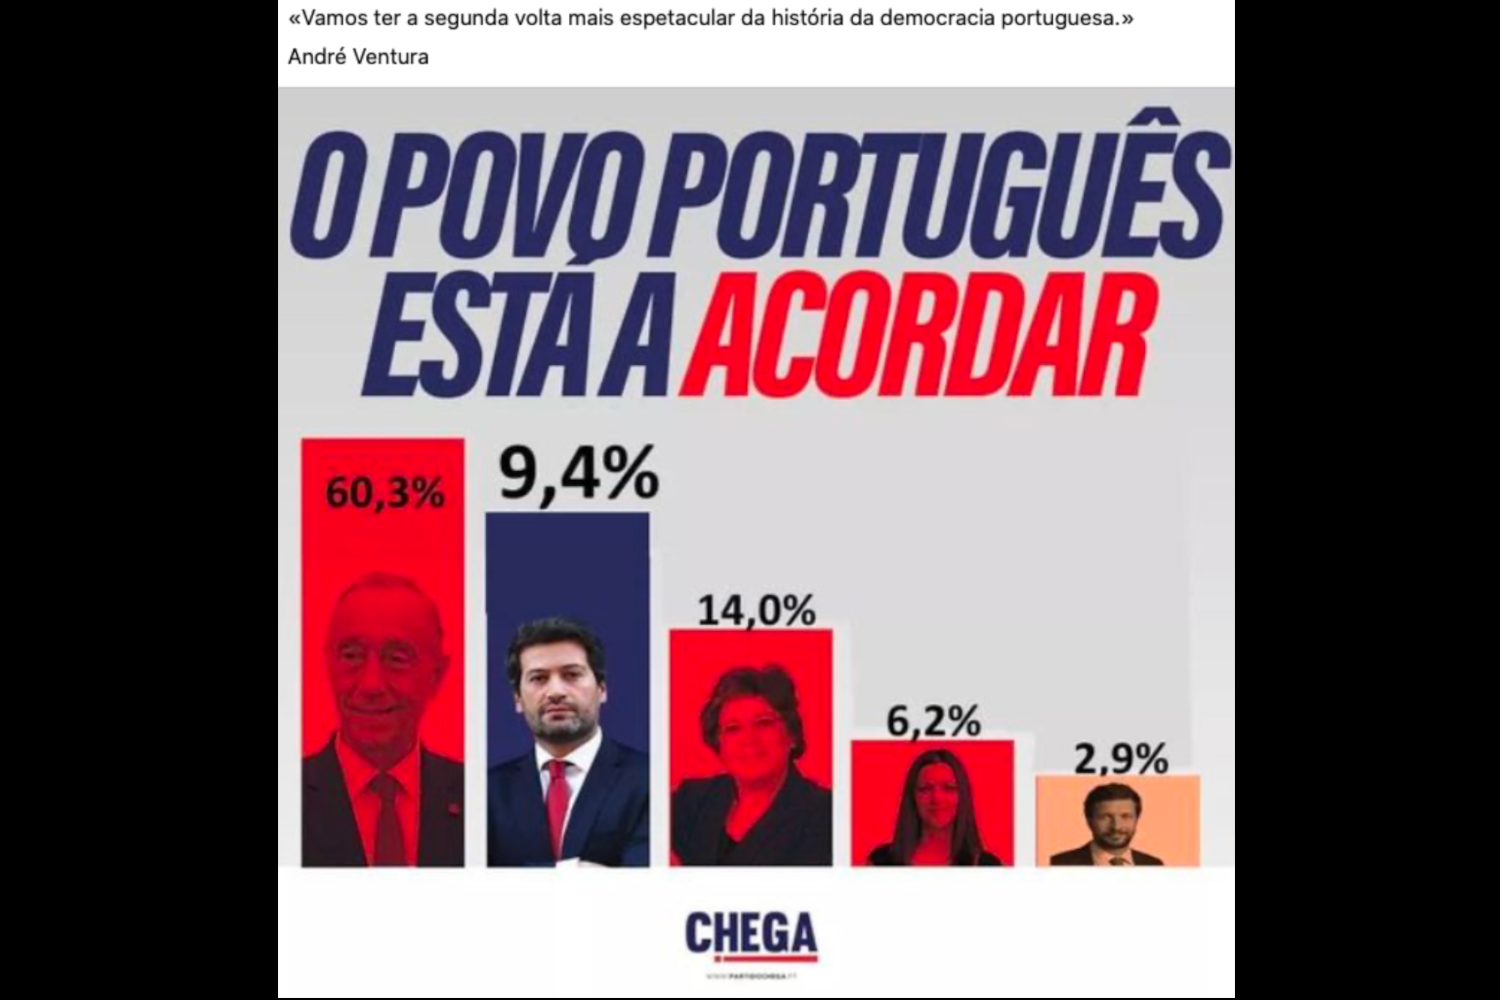 «Vamos ter a segunda volta mais espetacular da história da democracia portuguesa.»
André Ventura
O POVO PORTUGUÊS
ESTÁ A ACORDAR
60,3%
9,4%
14,0%
6,2%
2,9%
CHEGA
WWW.PARTIDOCHEGA.PT